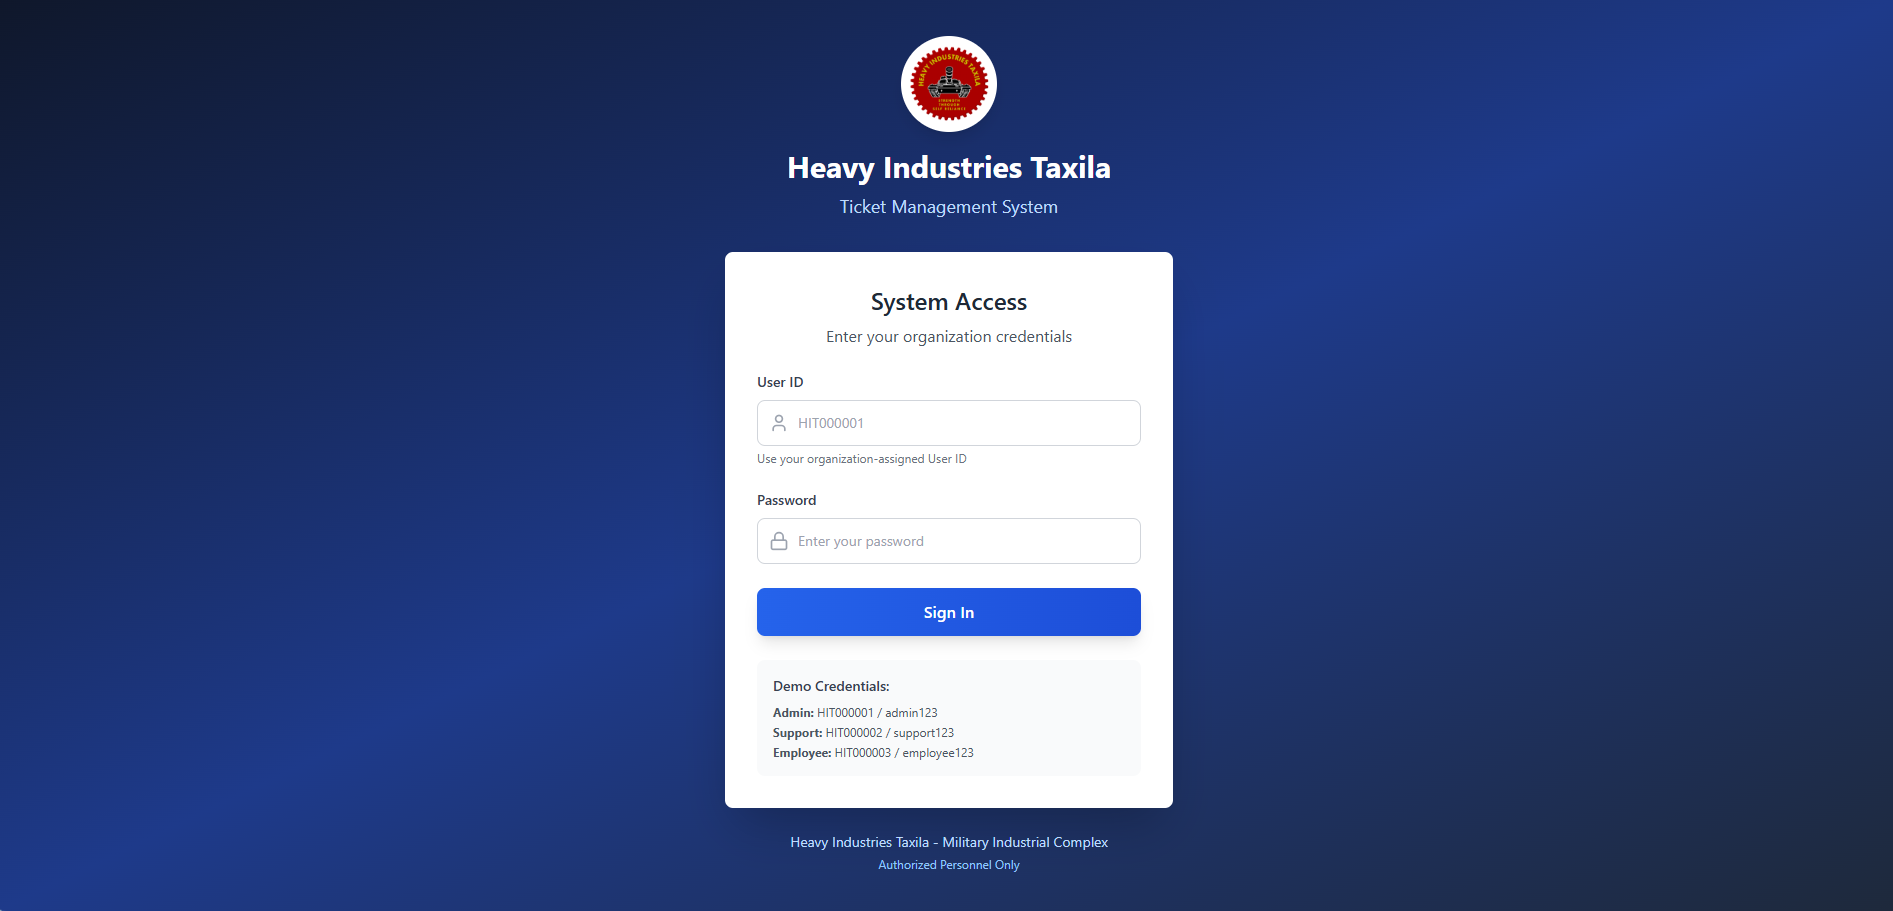 HEAVY INDUSTRIES TAXILA
STRENGTH
THROUGH
SELF RELIANCE
Heavy Industries Taxila
Ticket Management System
System Access
Enter your organization credentials
User ID
HIT000001
Use your organization-assigned User ID
Password
Enter your password
Sign In
Demo Credentials:
Admin: HIT000001 / admin123
Support: HIT000002 / support123
Employee: HIT000003 / employee123
Heavy Industries Taxila - Military Industrial Complex
Authorized Personnel Only